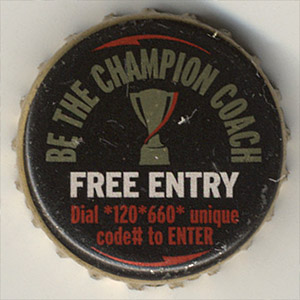 BE THE CHAMPION COACH
FREE ENTRY
Dial *120*660* unique
code# to ENTER